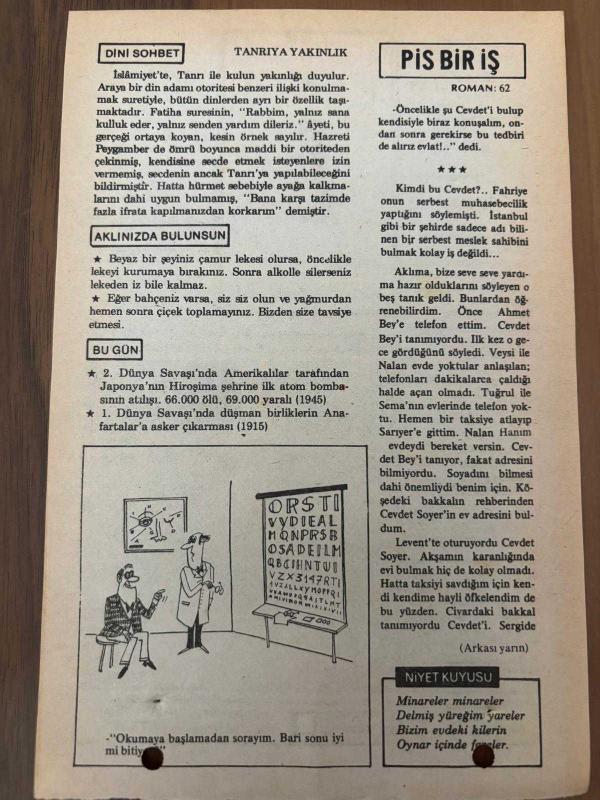 DİNİ SOHBET
TANRIYA YAKINLIK
İslâmiyet'te, Tanrı ile kulun yakınlığı duyulur.
Araya bir din adamı otoritesi benzeri ilişki konulma-
mak suretiyle, bütün dinlerden ayrı bir özellik taşı-
maktadır. Fatiha suresinin, "Rabbim, yalnız sana
kulluk eder, yalnız senden yardım dileriz." âyeti, bu
gerçeği ortaya koyan, kesin örnek sayılır. Hazreti
Peygamber de ömrü boyunca maddi bir otoriteden
çekinmiş, kendisine secde etmek isteyenlere izin
vermemiş, secdenin ancak Tanrı'ya yapılabileceğini
bildirmiştir. Hatta hürmet sebebiyle ayağa kalkma-
larını dahi uygun bulmamış, "Bana karşı tazimde
fazla ifrata kapılmanızdan korkarım" demiştir.
AKLINIZDA BULUNSUN
★ Beyaz bir şeyiniz çamur lekesi olursa, öncelikle
lekeyi kurumaya bırakınız. Sonra alkolle silerseniz
lekeden iz bile kalmaz.
★ Eğer bahçeniz varsa, siz siz olun ve yağmurdan
hemen sonra çiçek toplamayınız. Bizden size tavsiye
etmesi.
BU GÜN
★ 2. Dünya Savaşı'nda Amerikalılar tarafından
Japonya'nın Hiroşima şehrine ilk atom bomba-
sının atılışı. 66.000 ölü, 69.000 yaralı (1945)
★ 1. Dünya Savaşı'nda düşman birliklerin Ana-
fartalar'a asker çıkarması (1915)
ORSTI
VYDIEAL
MQNPRSB
OSADEILM
QBCIHNTUI
VZX3147RTI
-"Okumaya başlamadan sorayım. Bari sonu iyi
mi
PİS BİR İŞ
ROMAN: 62
-Öncelikle şu Cevdet'i bulup
kendisiyle biraz konuşalım, on-
dan sonra gerekirse bu tedbiri
de alırız evlat!.." dedi.
★★★
Kimdi bu Cevdet?.. Fahriye
onun serbest muhasebecilik
yaptığını söylemişti. İstanbul
gibi bir şehirde sadece adı bili-
nen bir serbest meslek sahibini
bulmak kolay iş değildi...
Aklıma, bize seve seve yardı-
ma hazır olduklarını söyleyen o
beş tanık geldi. Bunlardan öğ-
renebilirdim. Önce Ahmet
Bey'e telefon ettim. Cevdet
Bey'i tanımıyordu. Ilk kez o ge-
ce gördüğünü söyledi. Veysi ile
Nalan evde yoktular anlaşılan;
telefonları dakikalarca çaldığı
halde açan olmadı. Tuğrul ile
Sema'nın evlerinde telefon yok-
tu. Hemen bir taksiye atlayıp
Sarıyer'e gittim. Nalan Hanım
evdeydi bereket versin. Cev-
det Bey'i tanıyor, fakat adresini
bilmiyordu. Soyadını bilmesi
dahi önemliydi benim için. Kö-
şedeki bakkalın rehberinden
Cevdet Soyer'in ev adresini bul-
dum.
Levent'te oturuyordu Cevdet
Soyer. Akşamın karanlığında
evi bulmak hiç de kolay olmadı.
Hatta taksiyi savdığım için ken-
di kendime hayli öfkelendim de
bu yüzden. Civardaki bakkal
tanımıyordu Cevdet'i. Sergide
(Arkası yarın)
NİYET KUYUSU
Minareler minareler
Delmiş yüreğim yareler
Bizim evdeki kilerin
Oynar içinde